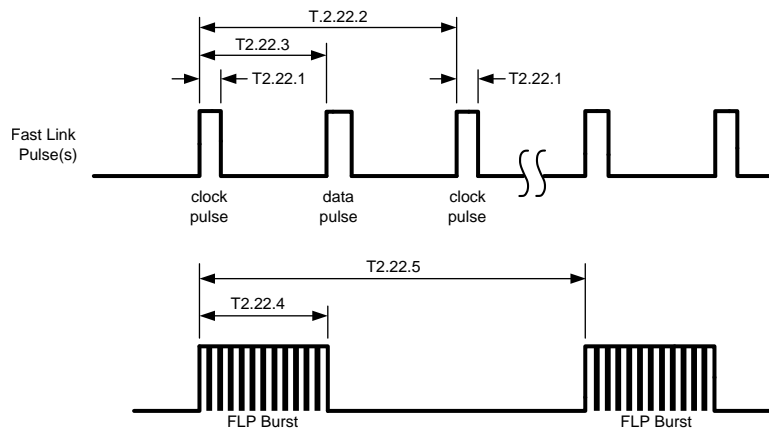 T.2.22.2
T2.22.3
T2.22.1
T2.22.1
Fast Link
Pulse(s)
clock
pulse
data
pulse
clock
pulse
T2.22.5
T2.22.4
FLP Burst
FLP Burst